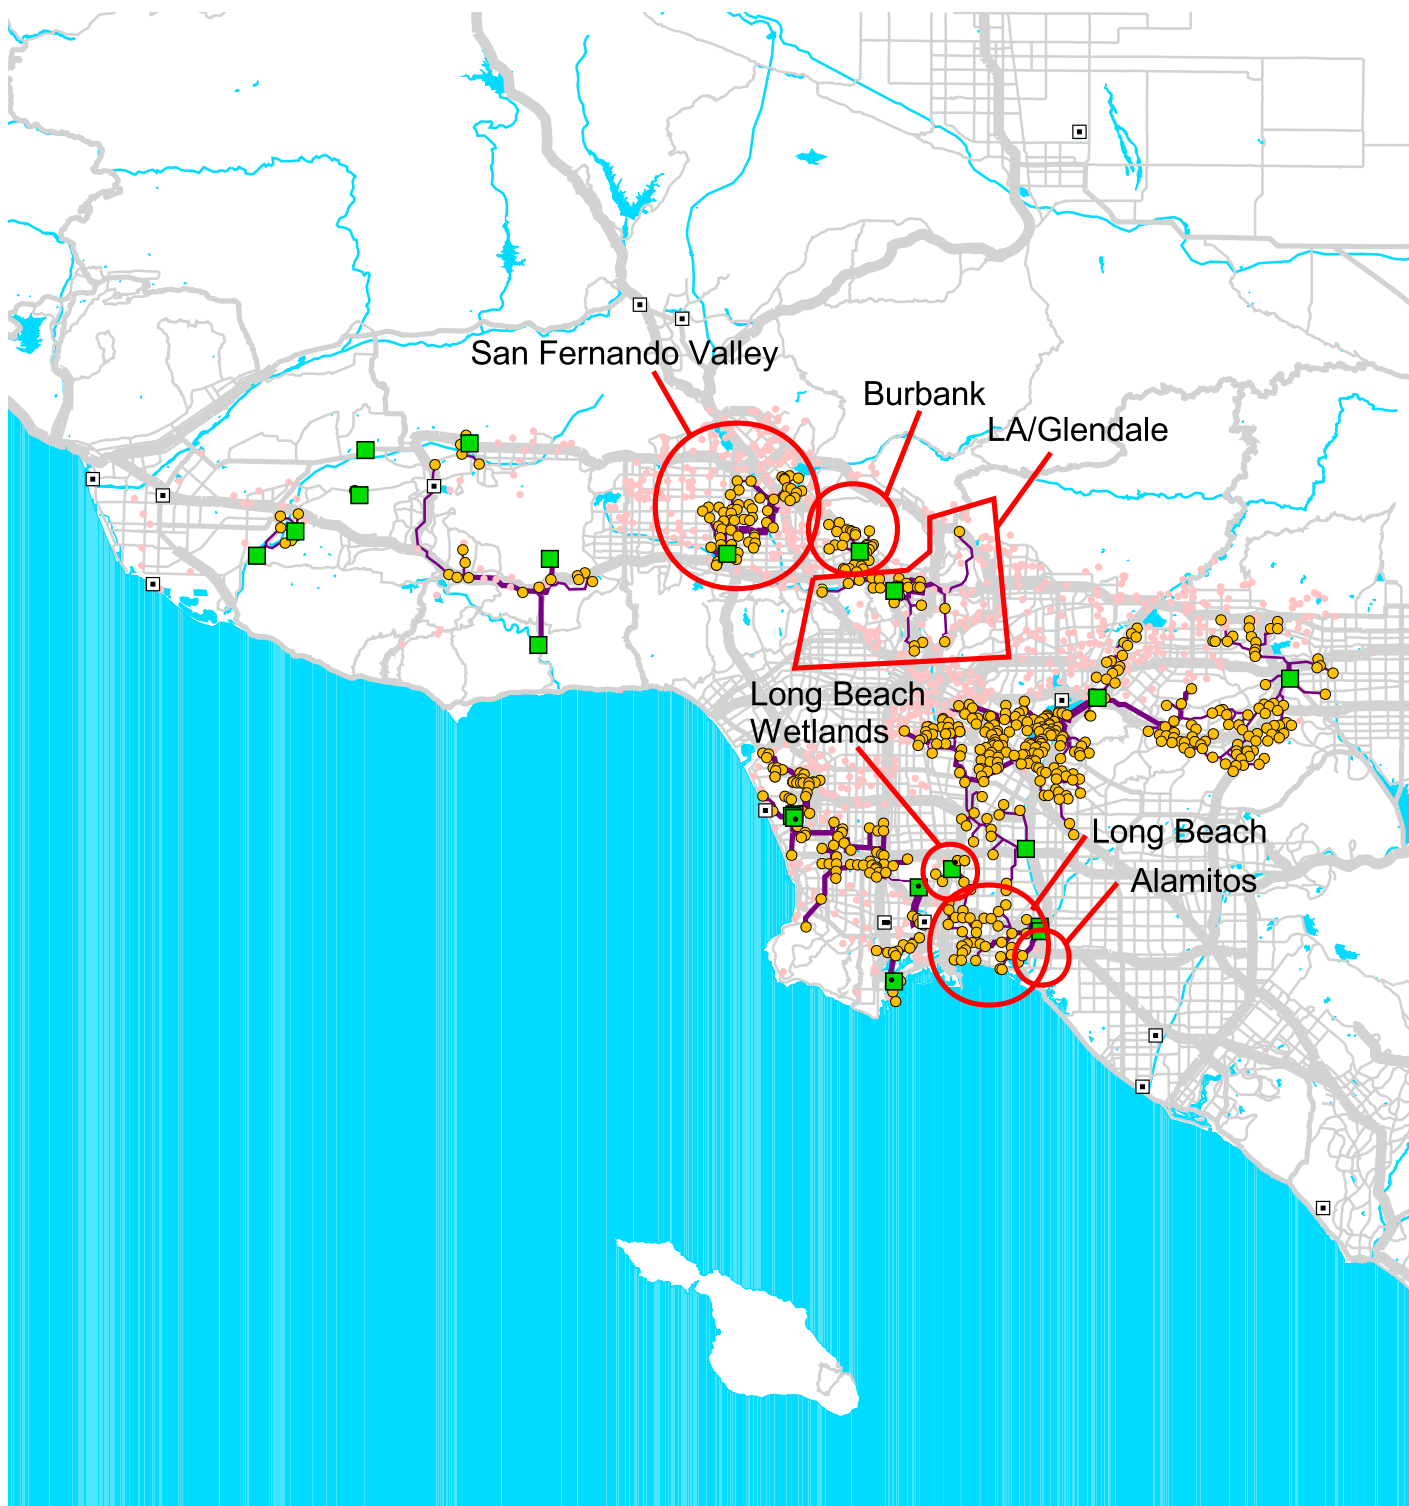 San Fernando Valley
Burbank
LA/Glendale
Long Beach
Wetlands
Long Beach
Alamitos